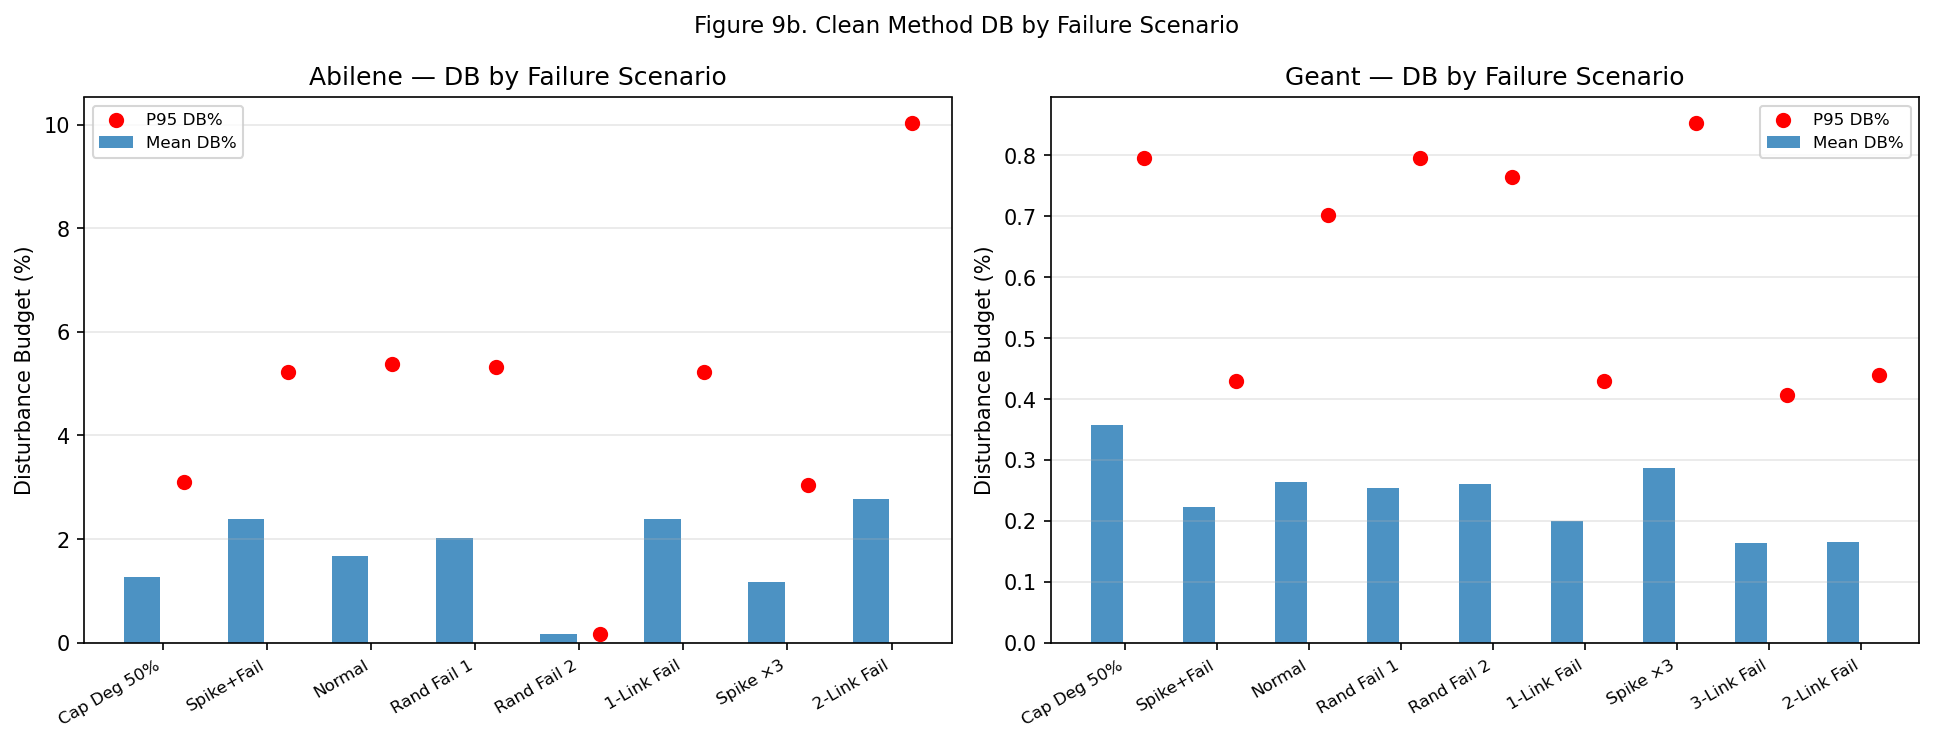 Figure 9b. Clean Method DB by Failure Scenario
Abilene — DB by Failure Scenario
P95 DB%
Mean DB%
Disturbance Budget (%)
10
8
6
4
2
0
Cap Deg 50%
Spike+Fail
Normal
Rand Fail 1
Rand Fail 2
1-Link Fail
Spike ×3
2-Link Fail
Geant — DB by Failure Scenario
P95 DB%
Mean DB%
Disturbance Budget (%)
0.8
0.7
0.6
0.5
0.4
0.3
0.2
0.1
0.0
Cap Deg 50%
Spike+Fail
Normal
Rand Fail 1
Rand Fail 2
1-Link Fail
Spike ×3
3-Link Fail
2-Link Fail